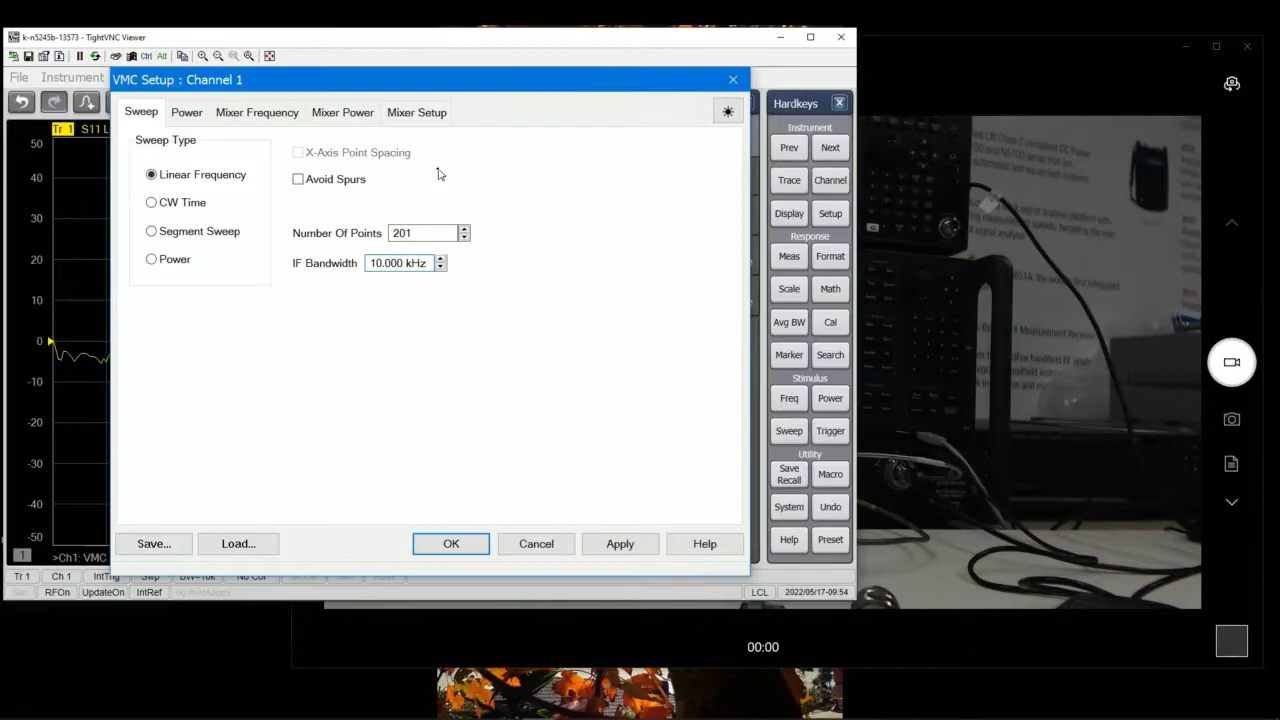 k-n5245b-13573 - TightVNC Viewer
Ctrl Alt
File Instrument
VMC Setup : Channel 1
Sweep Power Mixer Frequency Mixer Power Mixer Setup
Sweep Type
Linear Frequency
CW Time
Segment Sweep
Power
X-Axis Point Spacing
Avoid Spurs
Number Of Points 201
IF Bandwidth 10.000 kHz
Save... Load... OK Cancel Apply Help
Tr 1 S11 L
50
40
30
20
10
0
-10
-20
-30
-40
-50
1 >Ch1: VMC
Tr 1 Ch 1 IntTrig Swp BW=10k No Cor
RFOn UpdateOn IntRef no messages LCL 2022/05/17-09:54
Hardkeys
Instrument
Prev Next
Trace Channel
Display Setup
Response
Meas Format
Scale Math
Avg BW Cal
Marker Search
Stimulus
Freq Power
Sweep Trigger
Utility
Save Recall Macro
System Undo
Help Preset
00:00